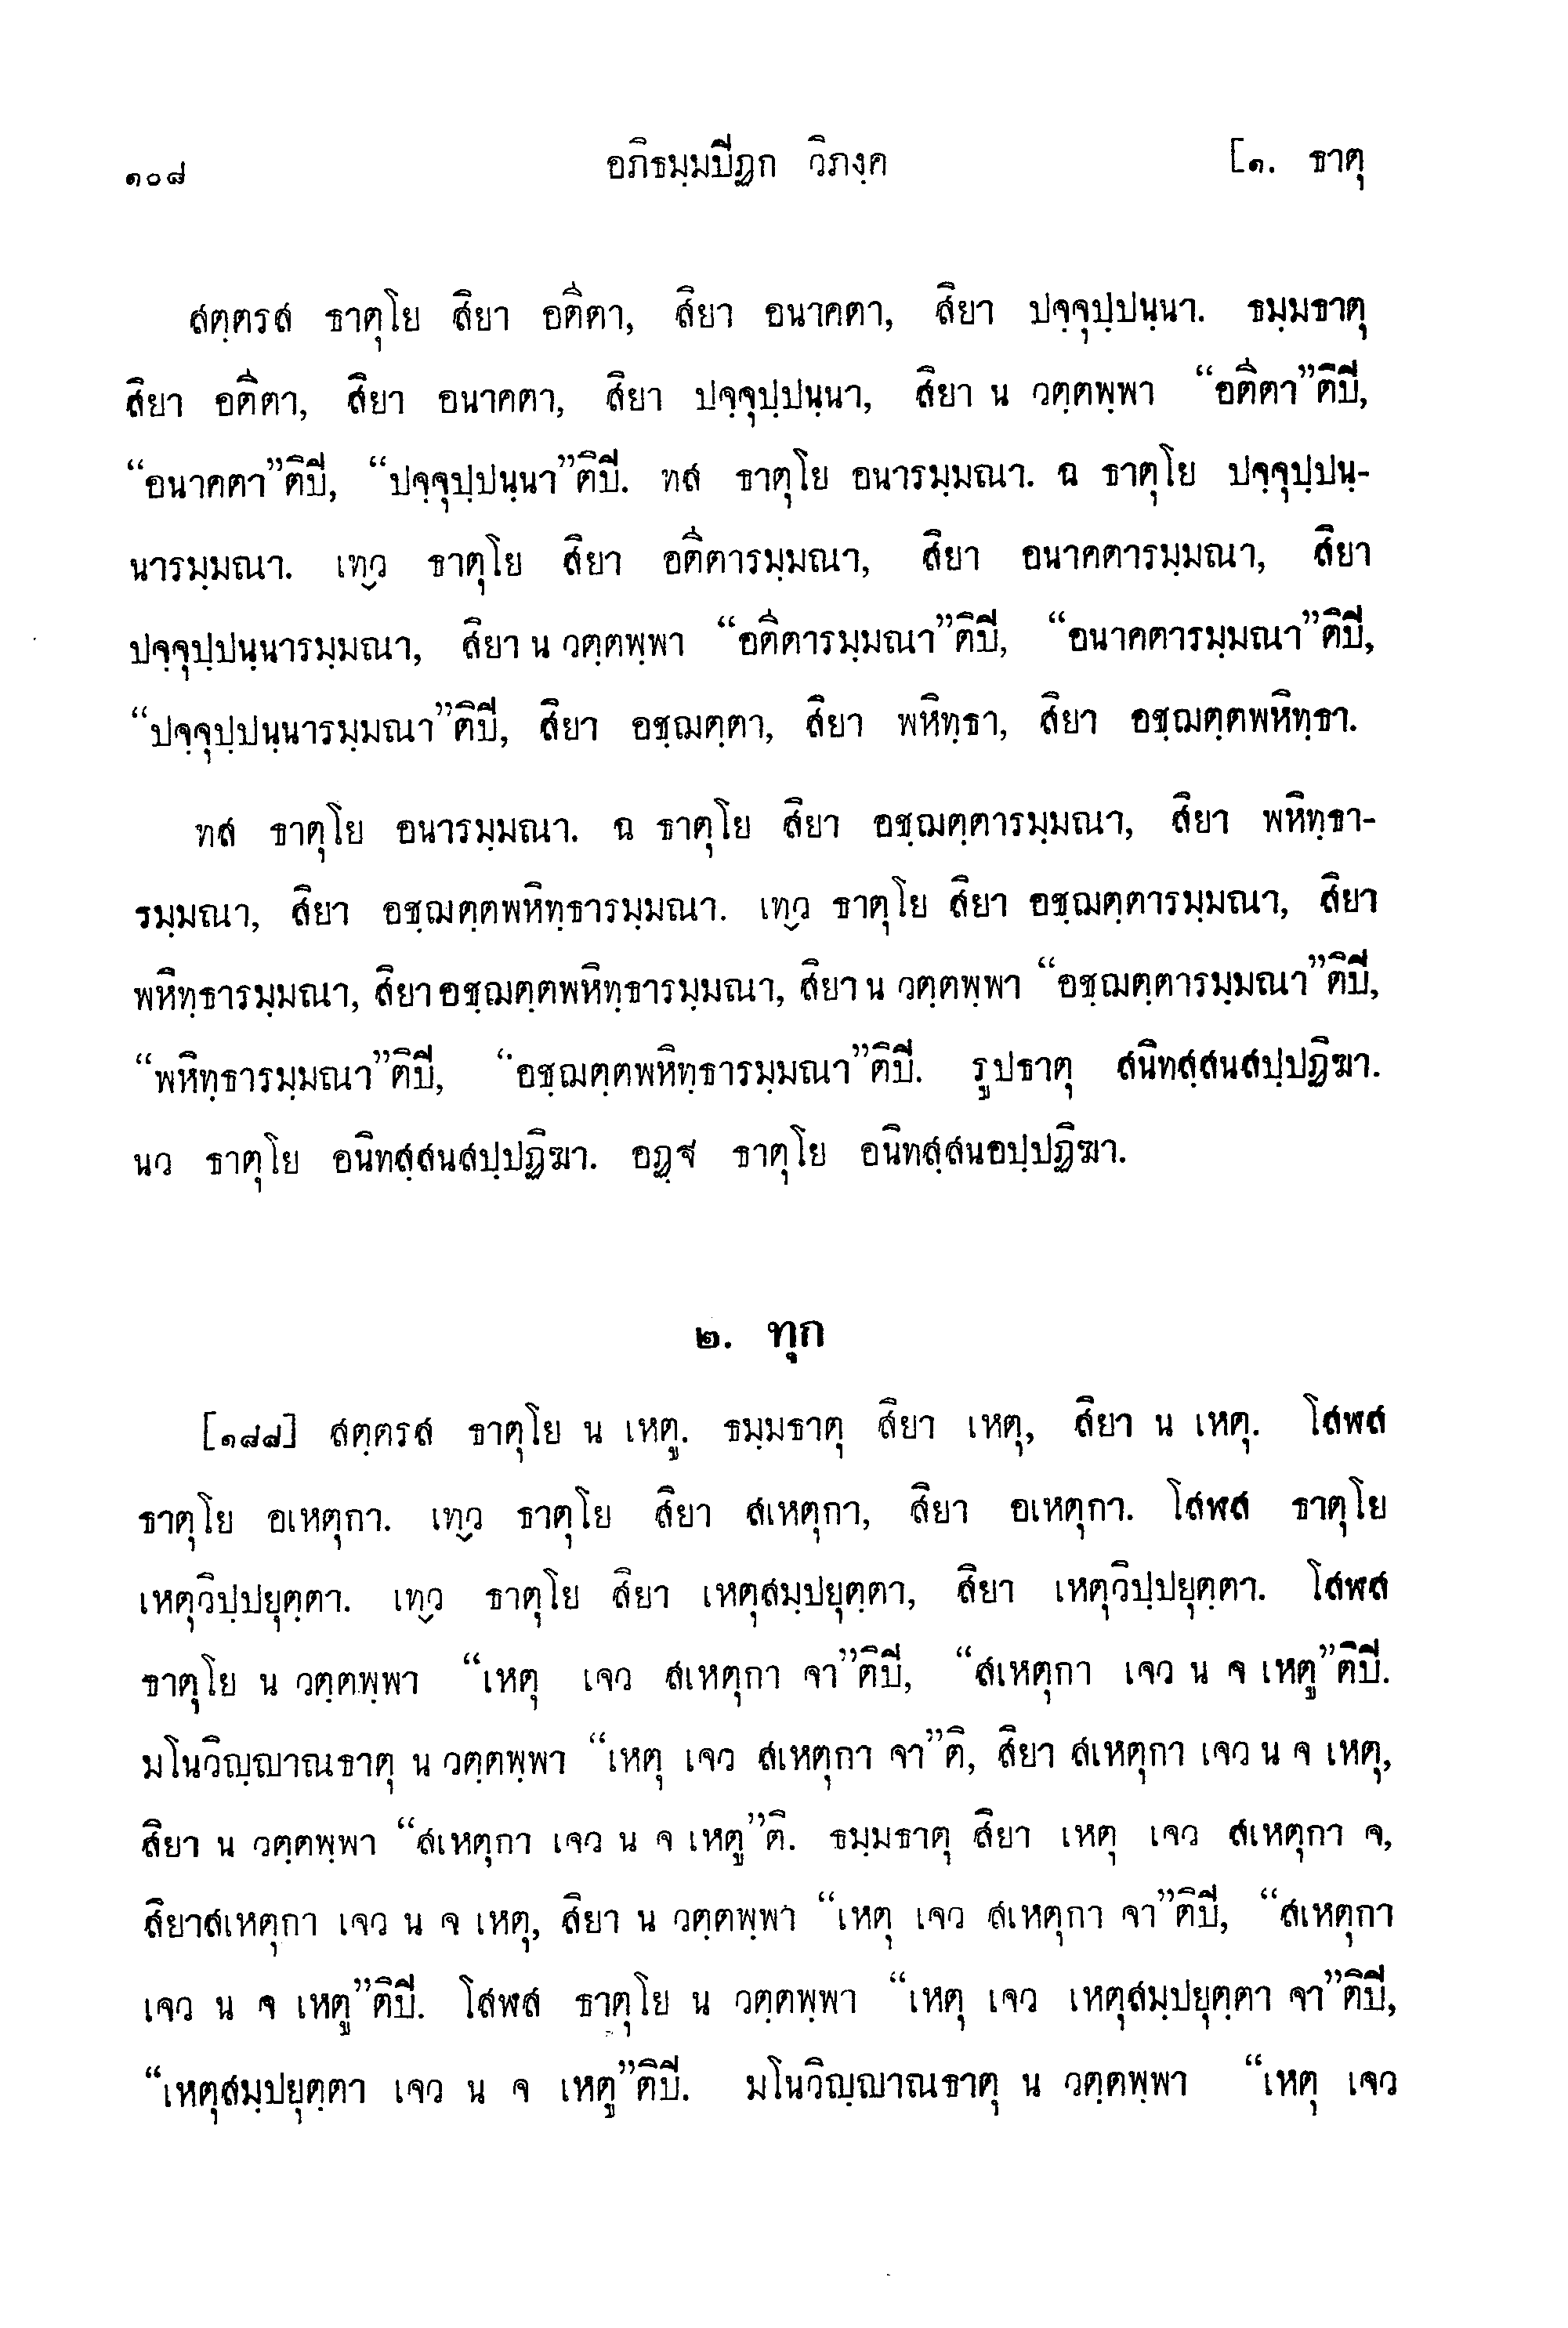 ๑๐๘ อภิธมฺมปีฏก วิภงฺค [๑. ธาตุ
สตฺตรส ธาตุโย สิยา อตีตา, สิยา อนาคตา, สิยา ปจฺจุปฺปนฺนา. ธมฺมธาตุ
สิยา อตีตา, สิยา อนาคตา, สิยา ปจฺจุปฺปนฺนา, สิยา น วตฺตพฺพา “อตีตา”ติปี,
“อนาคตา”ติปี, “ปจฺจุปฺปนฺนา”ติปี. ทส ธาตุโย อนารมฺมณา. ฉ ธาตุโย ปจฺจุปฺปนฺ-
นารมฺมณา. เทฺว ธาตุโย สิยา อตีตารมฺมณา, สิยา อนาคตารมฺมณา, สิยา
ปจฺจุปฺปนฺนารมฺมณา, สิยา น วตฺตพฺพา “อตีตารมฺมณา”ติปี, “อนาคตารมฺมณา”ติปี,
“ปจฺจุปฺปนฺนารมฺมณา”ติปี, สิยา อชฺฌตฺตา, สิยา พหิทฺธา, สิยา อชฺฌตฺตพหิทฺธา.
ทส ธาตุโย อนารมฺมณา. ฉ ธาตุโย สิยา อชฺฌตฺตารมฺมณา, สิยา พหิทฺธา-
รมฺมณา, สิยา อชฺฌตฺตพหิทฺธารมฺมณา. เทฺว ธาตุโย สิยา อชฺฌตฺตารมฺมณา, สิยา
พหิทฺธารมฺมณา, สิยา อชฺฌตฺตพหิทฺธารมฺมณา, สิยา น วตฺตพฺพา “อชฺฌตฺตารมฺมณา”ติปี,
“พหิทฺธารมฺมณา”ติปี, “อชฺฌตฺตพหิทฺธารมฺมณา”ติปี. รูปธาตุ สนิทสฺสนสปฺปฏิฆา.
นว ธาตุโย อนิทสฺสนสปฺปฏิฆา. อฏฺฐ ธาตุโย อนิทสฺสนอปฺปฏิฆา.
๒. ทุก
[๑๘๘] สตฺตรส ธาตุโย น เหตู. ธมฺมธาตุ สิยา เหตุ, สิยา น เหตุ. โสฬส
ธาตุโย อเหตุกา. เทฺว ธาตุโย สิยา สเหตุกา, สิยา อเหตุกา. โสฬส ธาตุโย
เหตุวิปฺปยุตฺตา. เทฺว ธาตุโย สิยา เหตุสมฺปยุตฺตา, สิยา เหตุวิปฺปยุตฺตา. โสฬส
ธาตุโย น วตฺตพฺพา “เหตุ เจว สเหตุกา จา”ติปี, “สเหตุกา เจว น จ เหตู”ติปี.
มโนวิญฺญาณธาตุ น วตฺตพฺพา “เหตุ เจว สเหตุกา จา”ติ, สิยา สเหตุกา เจว น จ เหตุ,
สิยา น วตฺตพฺพา “สเหตุกา เจว น จ เหตู”ติ. ธมฺมธาตุ สิยา เหตุ เจว สเหตุกา จ,
สิยาสเหตุกา เจว น จ เหตุ, สิยา น วตฺตพฺพา “เหตุ เจว สเหตุกา จา”ติปี, “สเหตุกา
เจว น จ เหตู”ติปี. โสฬส ธาตุโย น วตฺตพฺพา “เหตุ เจว เหตุสมฺปยุตฺตา จา”ติปี,
“เหตุสมฺปยุตฺตา เจว น จ เหตู”ติปี. มโนวิญฺญาณธาตุ น วตฺตพฺพา “เหตุ เจว